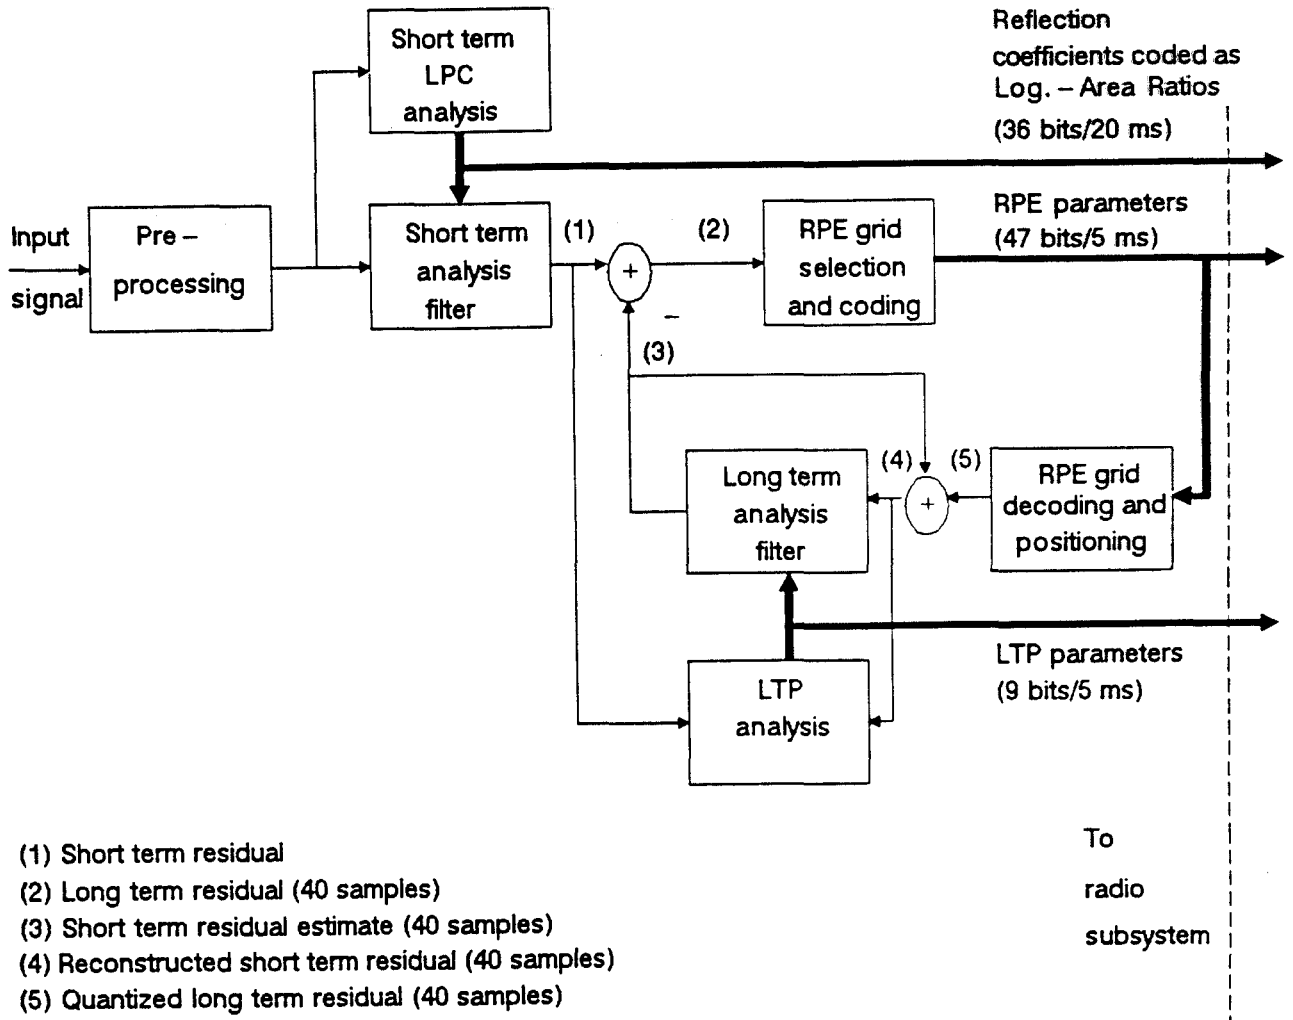 Short term
LPC
analysis
Reflection
coefficients coded as
Log. – Area Ratios
(36 bits/20 ms)
Input
signal
Pre –
processing
Short term
analysis
filter
(1)
+
(2)
RPE grid
selection
and coding
RPE parameters
(47 bits/5 ms)
–
(3)
Long term
analysis
filter
(4)
+
(5)
RPE grid
decoding and
positioning
LTP
analysis
LTP parameters
(9 bits/5 ms)
To
radio
subsystem
(1) Short term residual
(2) Long term residual (40 samples)
(3) Short term residual estimate (40 samples)
(4) Reconstructed short term residual (40 samples)
(5) Quantized long term residual (40 samples)